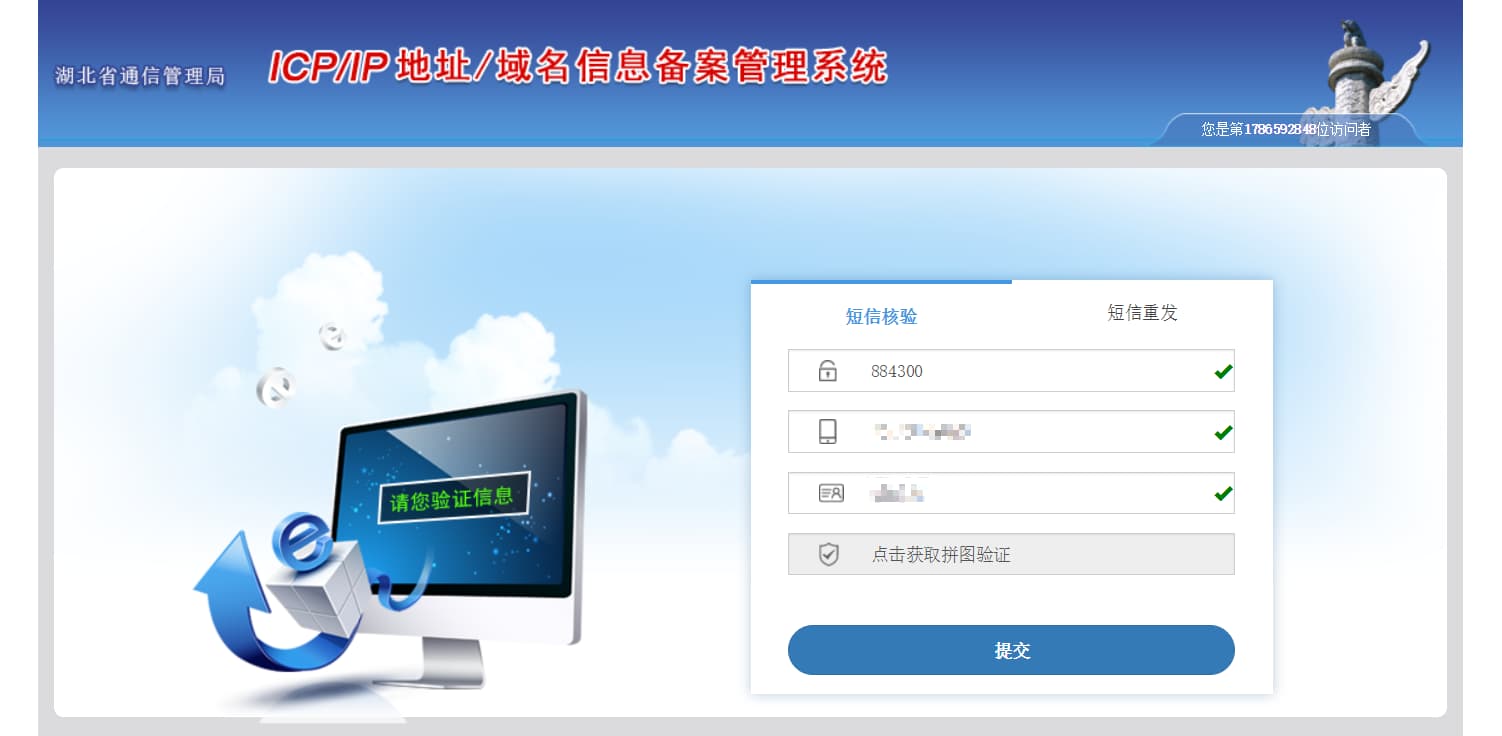 湖北省通信管理局
ICP/IP 地址/域名信息备案管理系统
您是第1786592848位访问者
短信核验
短信重发
884300
点击获取拼图验证
请您验证信息
提交